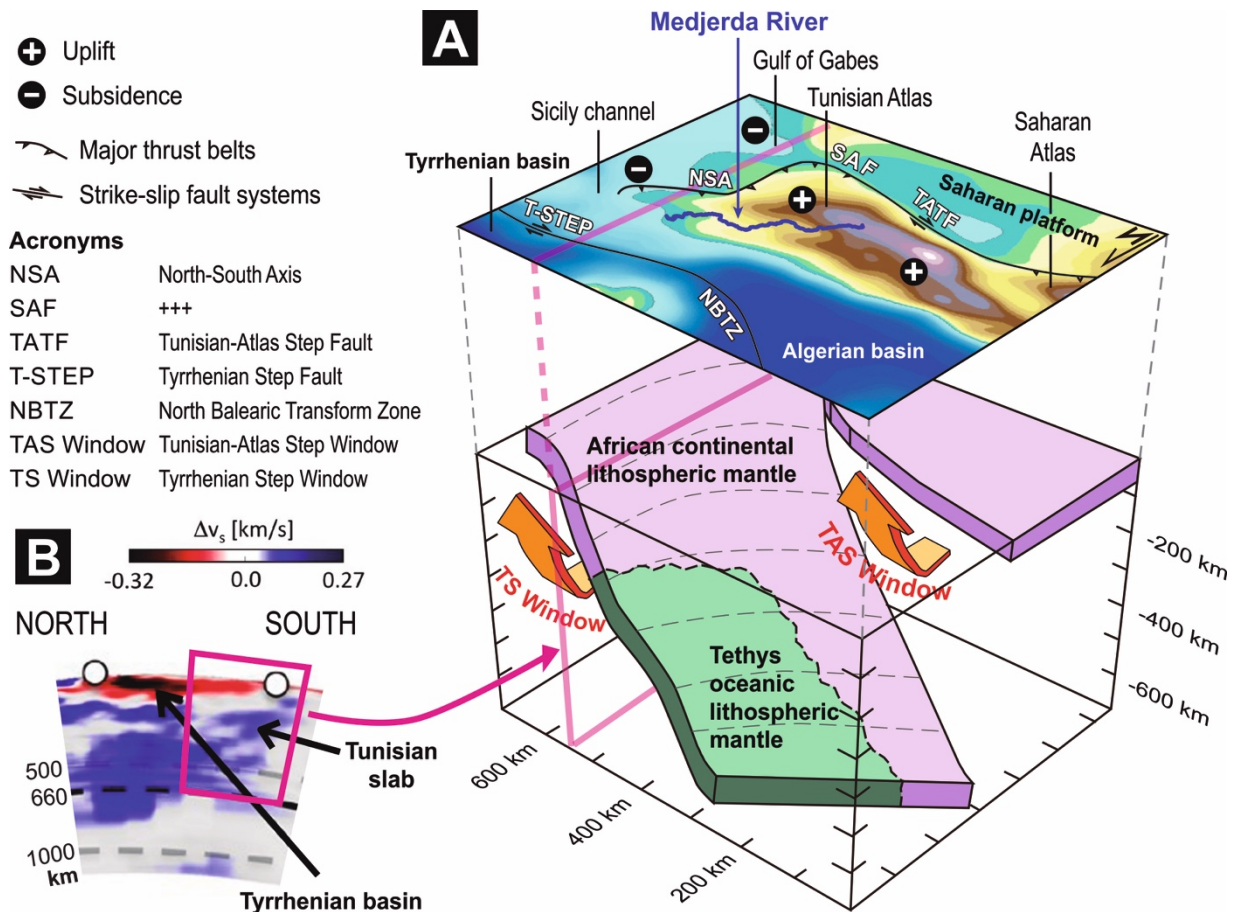 Uplift
Subsidence
Major thrust belts
Strike-slip fault systems
Acronyms
NSA North-South Axis
SAF +++
TATF Tunisian-Atlas Step Fault
T-STEP Tyrrhenian Step Fault
NBTZ North Balearic Transform Zone
TAS Window Tunisian-Atlas Step Window
TS Window Tyrrhenian Step Window
A
Medjerda River
Gulf of Gabes
Tunisian Atlas
Sicily channel
Saharan
Atlas
Tyrrhenian basin
NSA
SAF
TATF
Saharan platform
N
T-STEP
NBTZ
Algerian basin
African continental
lithospheric mantle
TS Window
TAS Window
Tethys
oceanic
lithospheric
mantle
-200 km
-400 km
-600 km
600 km
400 km
200 km
B
Δvs [km/s]
-0.32 0.0 0.27
NORTH SOUTH
500
660
1000
km
Tunisian
slab
Tyrrhenian basin